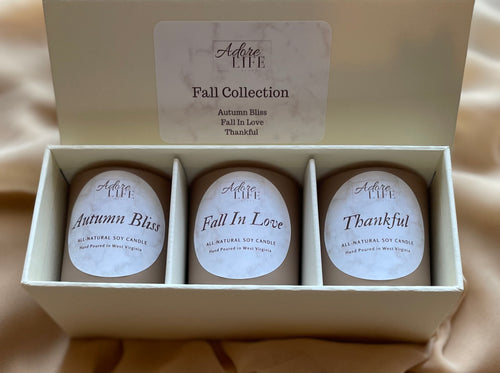 Adore
LIFE
Fall Collection
Autumn Bliss
Fall In Love
Thankful
Adore
LIFE
Autumn Bliss
ALL-NATURAL SOY CANDLE
Hand Poured in West Virginia
Adore
LIFE
Fall In Love
ALL-NATURAL SOY CANDLE
Hand Poured in West Virginia
Adore
LIFE
Thankful
ALL-NATURAL SOY CANDLE
Hand Poured in West Virginia